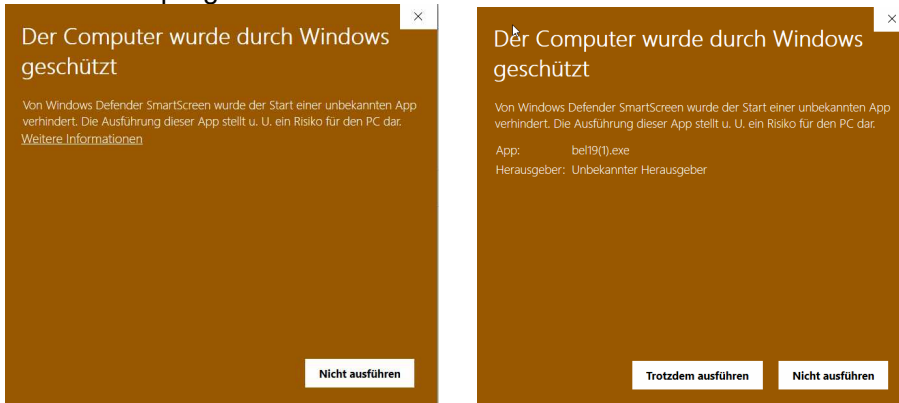 Der Computer wurde durch Windows
geschützt
Von Windows Defender SmartScreen wurde der Start einer unbekannten App
verhindert. Die Ausführung dieser App stellt u. U. ein Risiko für den PC dar.
Weitere Informationen
Nicht ausführen
Der Computer wurde durch Windows
geschützt
Von Windows Defender SmartScreen wurde der Start einer unbekannten App
verhindert. Die Ausführung dieser App stellt u. U. ein Risiko für den PC dar.
App: bel19(1).exe
Herausgeber: Unbekannter Herausgeber
Trotzdem ausführen Nicht ausführen